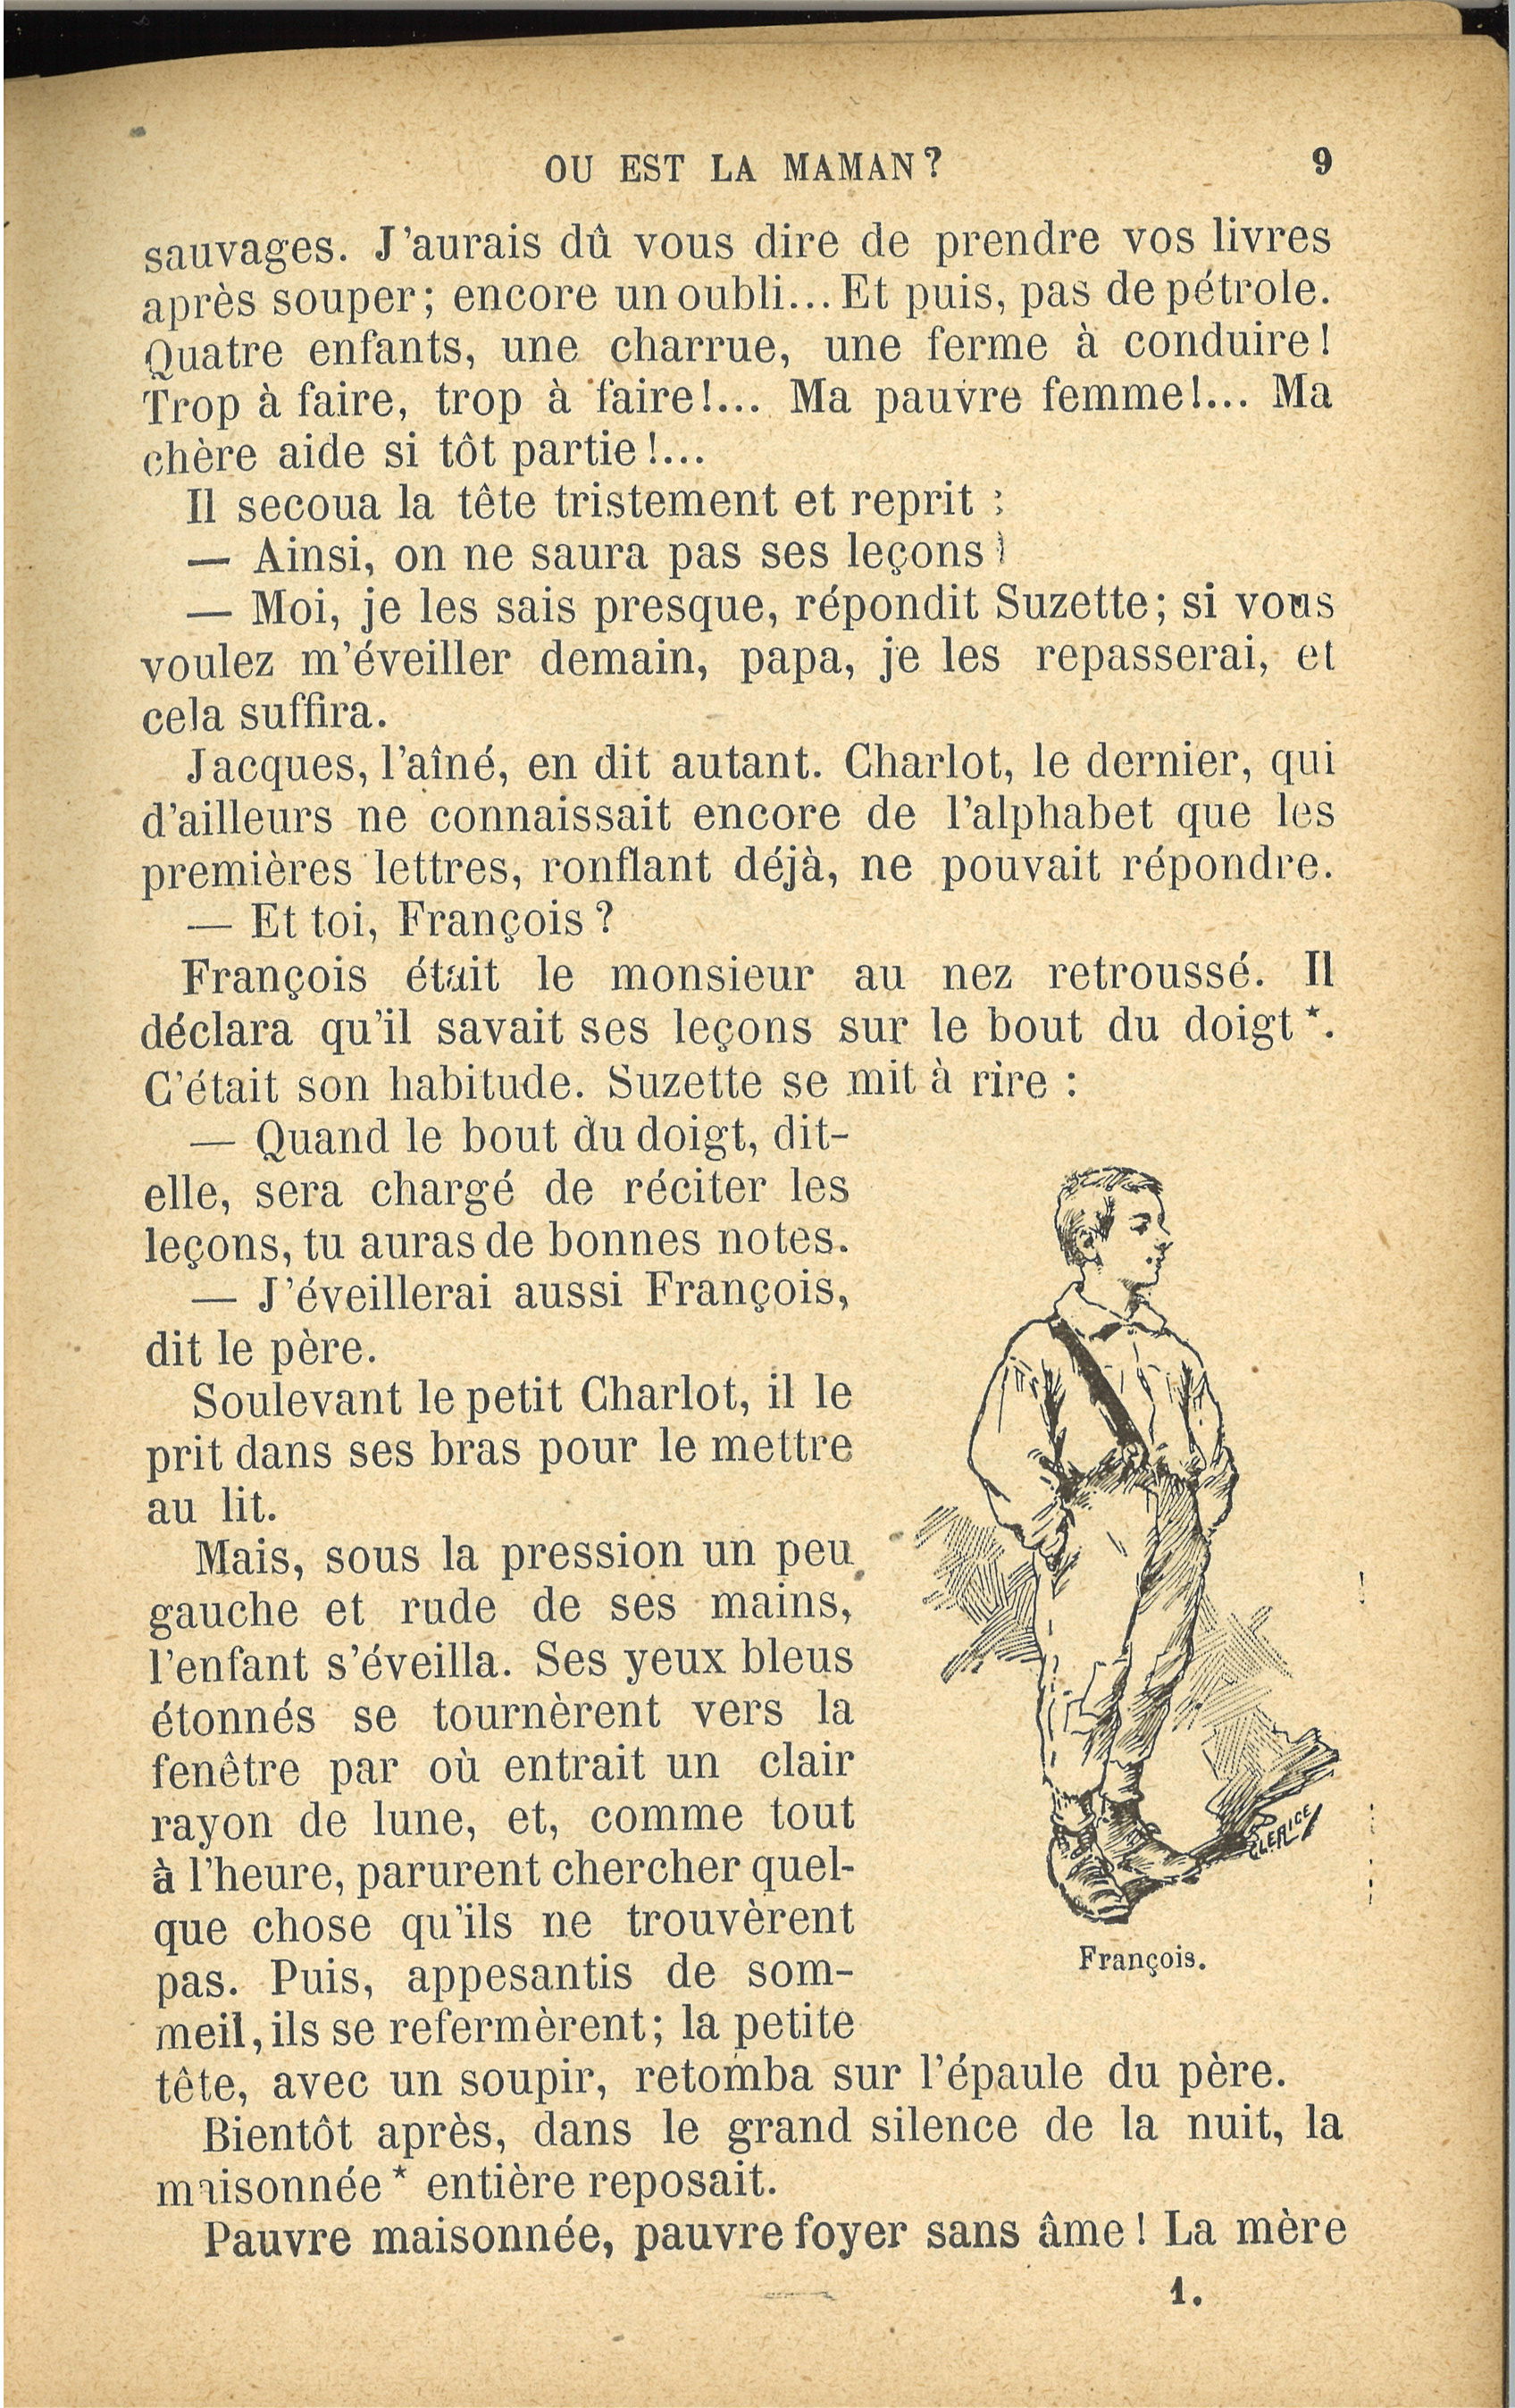 OU EST LA MAMAN?
9
sauvages. J'aurais dû vous dire de prendre vos livres
après souper; encore un oubli... Et puis, pas de pétrole.
Quatre enfants, une charrue, une ferme à conduire!
Trop à faire, trop à faire!... Ma pauvre femme!... Ma
chère aide si tôt partie!...
Il secoua la tête tristement et reprit :
— Ainsi, on ne saura pas ses leçons!
— Moi, je les sais presque, répondit Suzette; si vous
voulez m'éveiller demain, papa, je les repasserai, et
cela suffira.
Jacques, l'aîné, en dit autant. Charlot, le dernier, qui
d'ailleurs ne connaissait encore de l'alphabet que les
premières lettres, ronflant déjà, ne pouvait répondre.
— Et toi, François?
François était le monsieur au nez retroussé. Il
déclara qu'il savait ses leçons sur le bout du doigt *.
C'était son habitude. Suzette se mit à rire :
— Quand le bout du doigt, dit-
elle, sera chargé de réciter les
leçons, tu auras de bonnes notes.
— J'éveillerai aussi François,
dit le père.
Soulevant le petit Charlot, il le
prit dans ses bras pour le mettre
au lit.
Mais, sous la pression un peu
gauche et rude de ses mains,
l'enfant s'éveilla. Ses yeux bleus
étonnés se tournèrent vers la
fenêtre par où entrait un clair
rayon de lune, et, comme tout
à l'heure, parurent chercher quel-
que chose qu'ils ne trouvèrent
pas. Puis, appesantis de som-
meil, ils se refermèrent; la petite
tête, avec un soupir, retomba sur l'épaule du père.
CLERICE
François.
Bientôt après, dans le grand silence de la nuit, la
maisonnée * entière reposait.
Pauvre maisonnée, pauvre foyer sans âme! La mère
1.